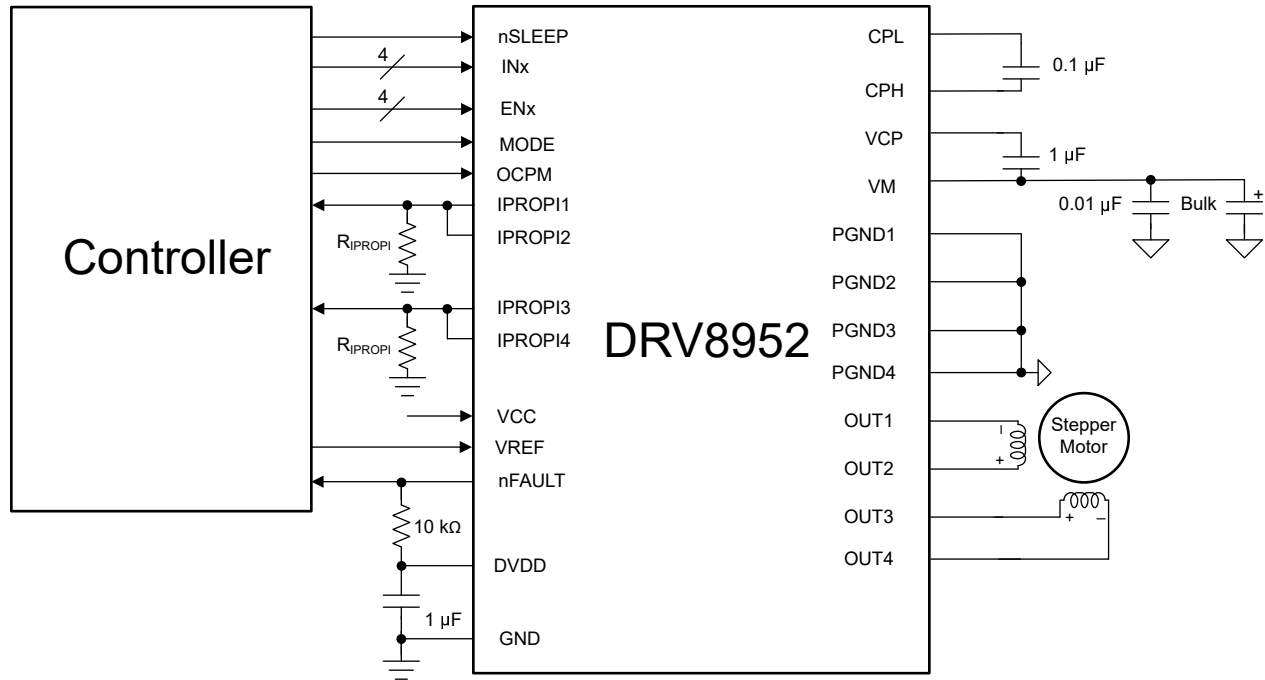 Controller
DRV8952
nSLEEP
4
INx
4
ENx
MODE
OCPM
IPROPI1
IPROPI2
RIPROPI
IPROPI3
IPROPI4
RIPROPI
VCC
VREF
nFAULT
10 kΩ
DVDD
1 µF
GND
CPL
0.1 µF
CPH
VCP
1 µF
VM
0.01 µF
Bulk
+
PGND1
PGND2
PGND3
PGND4
OUT1
–
+
OUT2
Stepper
Motor
OUT3
+ –
OUT4